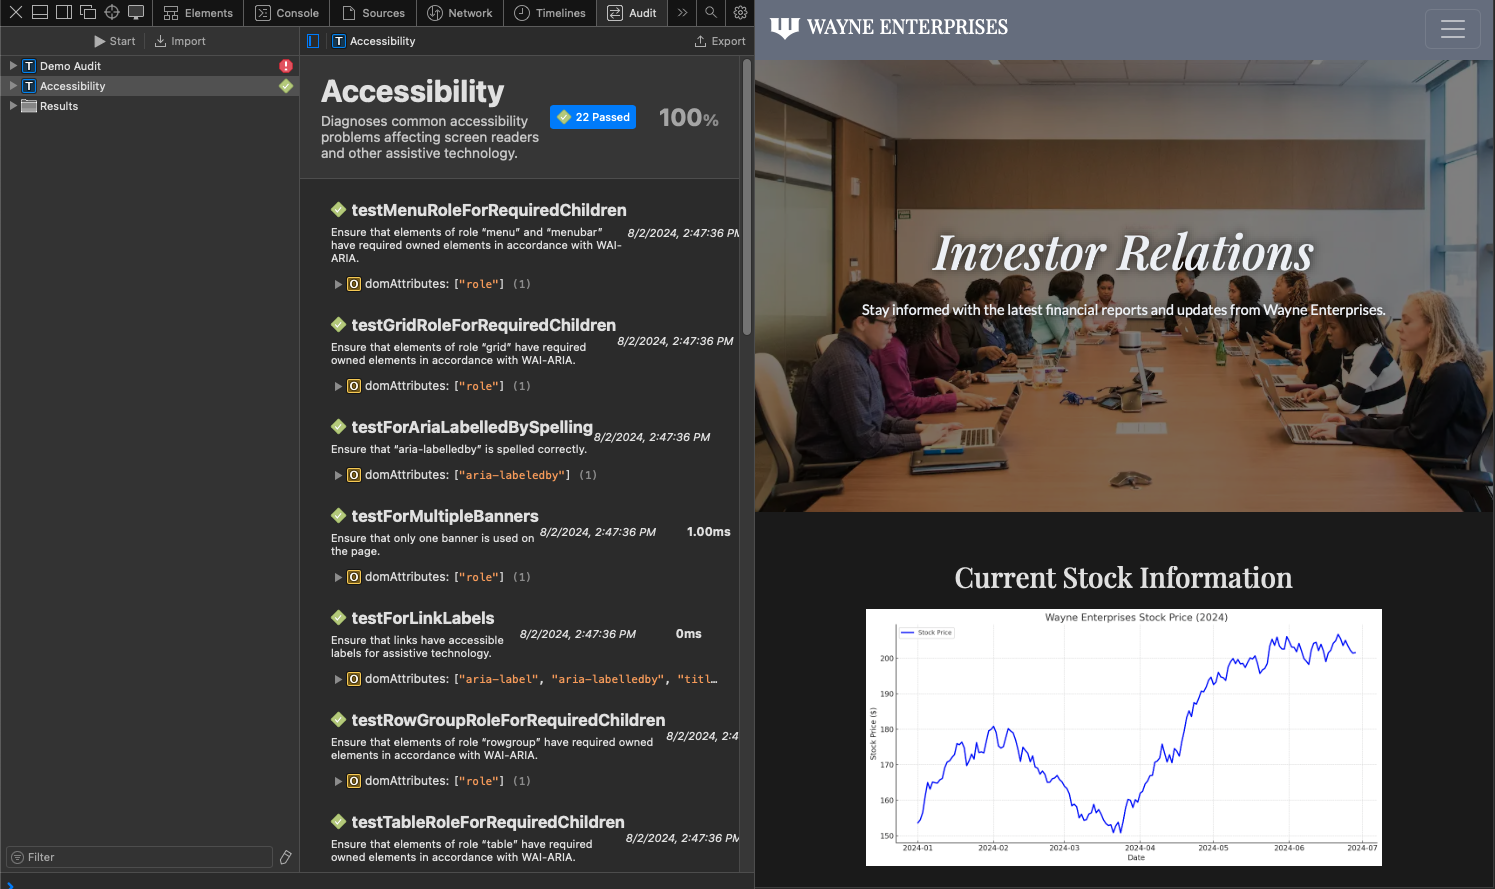 Elements
Console
Sources
Network
Timelines
Audit
Start
Import
T Accessibility
Export
T Demo Audit
T Accessibility
Results
Filter
Accessibility
Diagnoses common accessibility
problems affecting screen readers
and other assistive technology.
22 Passed
100%
testMenuRoleForRequiredChildren
Ensure that elements of role “menu” and “menubar”
have required owned elements in accordance with WAI-
ARIA.
8/2/2024, 2:47:36 PM
O domAttributes: ["role"] (1)
testGridRoleForRequiredChildren
Ensure that elements of role “grid” have required
owned elements in accordance with WAI-ARIA.
8/2/2024, 2:47:36 PM
O domAttributes: ["role"] (1)
testForAriaLabelledBySpelling
Ensure that “aria-labelledby” is spelled correctly.
8/2/2024, 2:47:36 PM
O domAttributes: ["aria-labeledby"] (1)
testForMultipleBanners
Ensure that only one banner is used on
the page.
8/2/2024, 2:47:36 PM
1.00ms
O domAttributes: ["role"] (1)
testForLinkLabels
Ensure that links have accessible
labels for assistive technology.
8/2/2024, 2:47:36 PM
0ms
O domAttributes: ["aria-label", "aria-labelledby", "titl…
testRowGroupRoleForRequiredChildren
Ensure that elements of role “rowgroup” have required owned
elements in accordance with WAI-ARIA.
8/2/2024, 2:4
O domAttributes: ["role"] (1)
testTableRoleForRequiredChildren
Ensure that elements of role “table” have required
owned elements in accordance with WAI-ARIA.
8/2/2024, 2:47:36 PM
WAYNE ENTERPRISES
Investor Relations
Stay informed with the latest financial reports and updates from Wayne Enterprises.
Current Stock Information
Wayne Enterprises Stock Price (2024)
Stock Price
Stock Price ($)
200
190
180
170
160
150
2024-01
2024-02
2024-03
2024-04
2024-05
2024-06
2024-07
Date